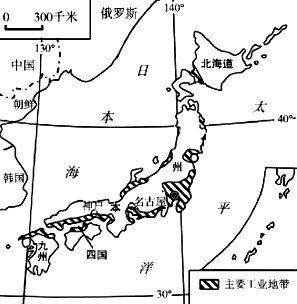 0 300千米
俄罗斯
140°
130°
中国
日
北海道
朝鲜
本
太
40°
韩国
海
州
神户
本
名古屋
平
九州
四国
洋
30°
主要工业地带